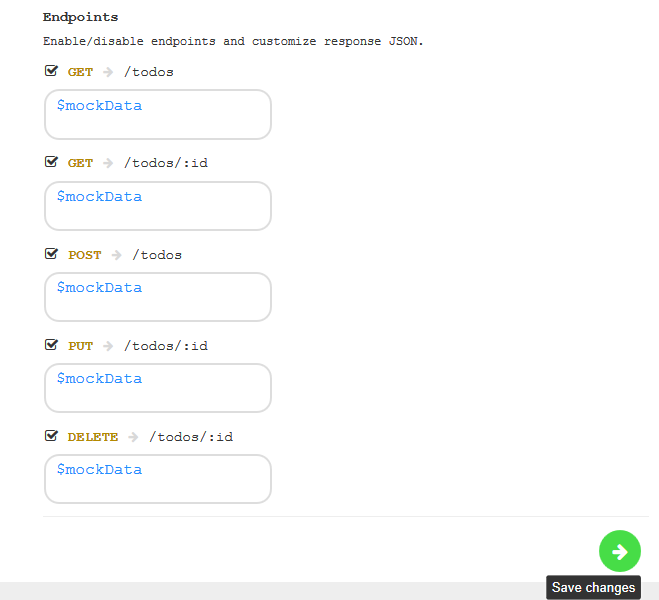 Endpoints
Enable/disable endpoints and customize response JSON.
GET /todos
$mockData
GET /todos/:id
$mockData
POST /todos
$mockData
PUT /todos/:id
$mockData
DELETE /todos/:id
$mockData
Save changes